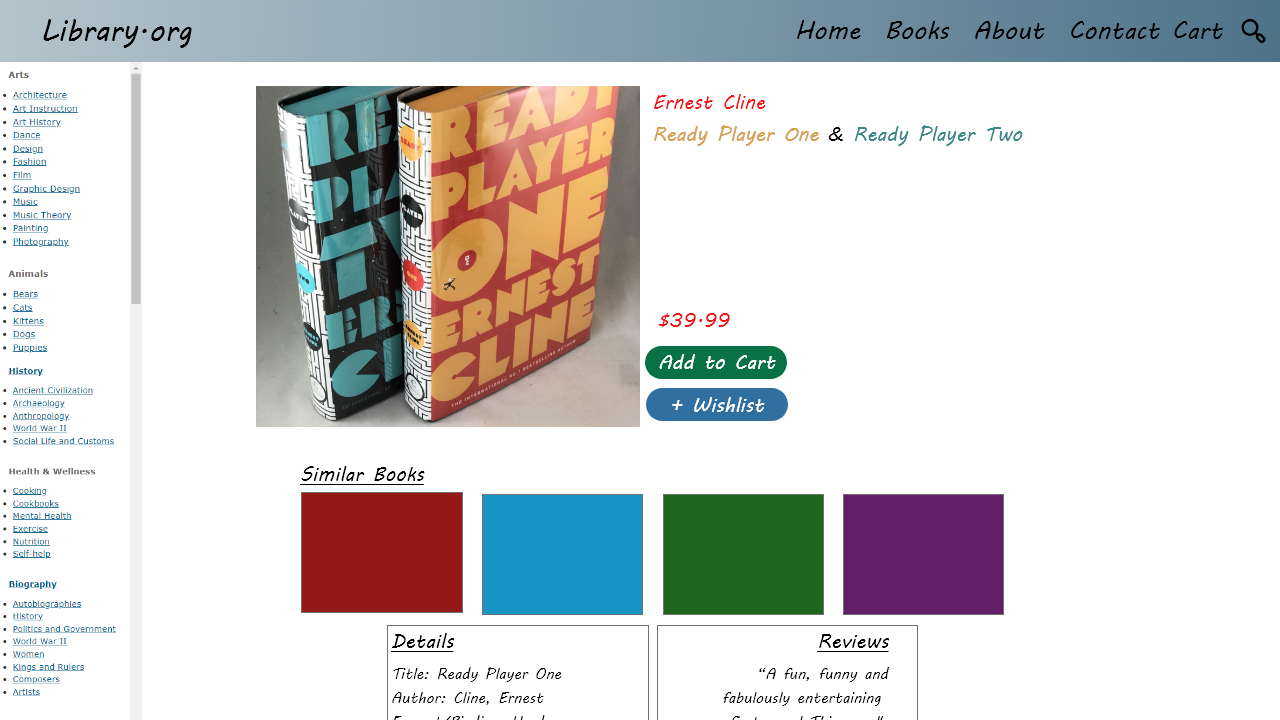 Library.org
Home Books About Contact Cart
Arts
Architecture
Art Instruction
Art History
Dance
Design
Fashion
Film
Graphic Design
Music
Music Theory
Painting
Photography
Animals
Bears
Cats
Kittens
Dogs
Puppies
History
Ancient Civilization
Archaeology
Anthropology
World War II
Social Life and Customs
Health & Wellness
Cooking
Cookbooks
Mental Health
Exercise
Nutrition
Self-help
Biography
Autobiographies
History
Politics and Government
World War II
Women
Kings and Rulers
Composers
Artists
READY
PLAYER
ONE
ERNEST
CLINE
THE INTERNATIONAL NO. 1 BESTSELLING AUTHOR
PLAYER
TWO
READY
PLAYER
ONE
Ernest Cline
Ready Player One & Ready Player Two
$39.99
Add to Cart
+ Wishlist
Similar Books
Details
Title: Ready Player One
Author: Cline, Ernest
Reviews
“A fun, funny and
fabulously entertaining